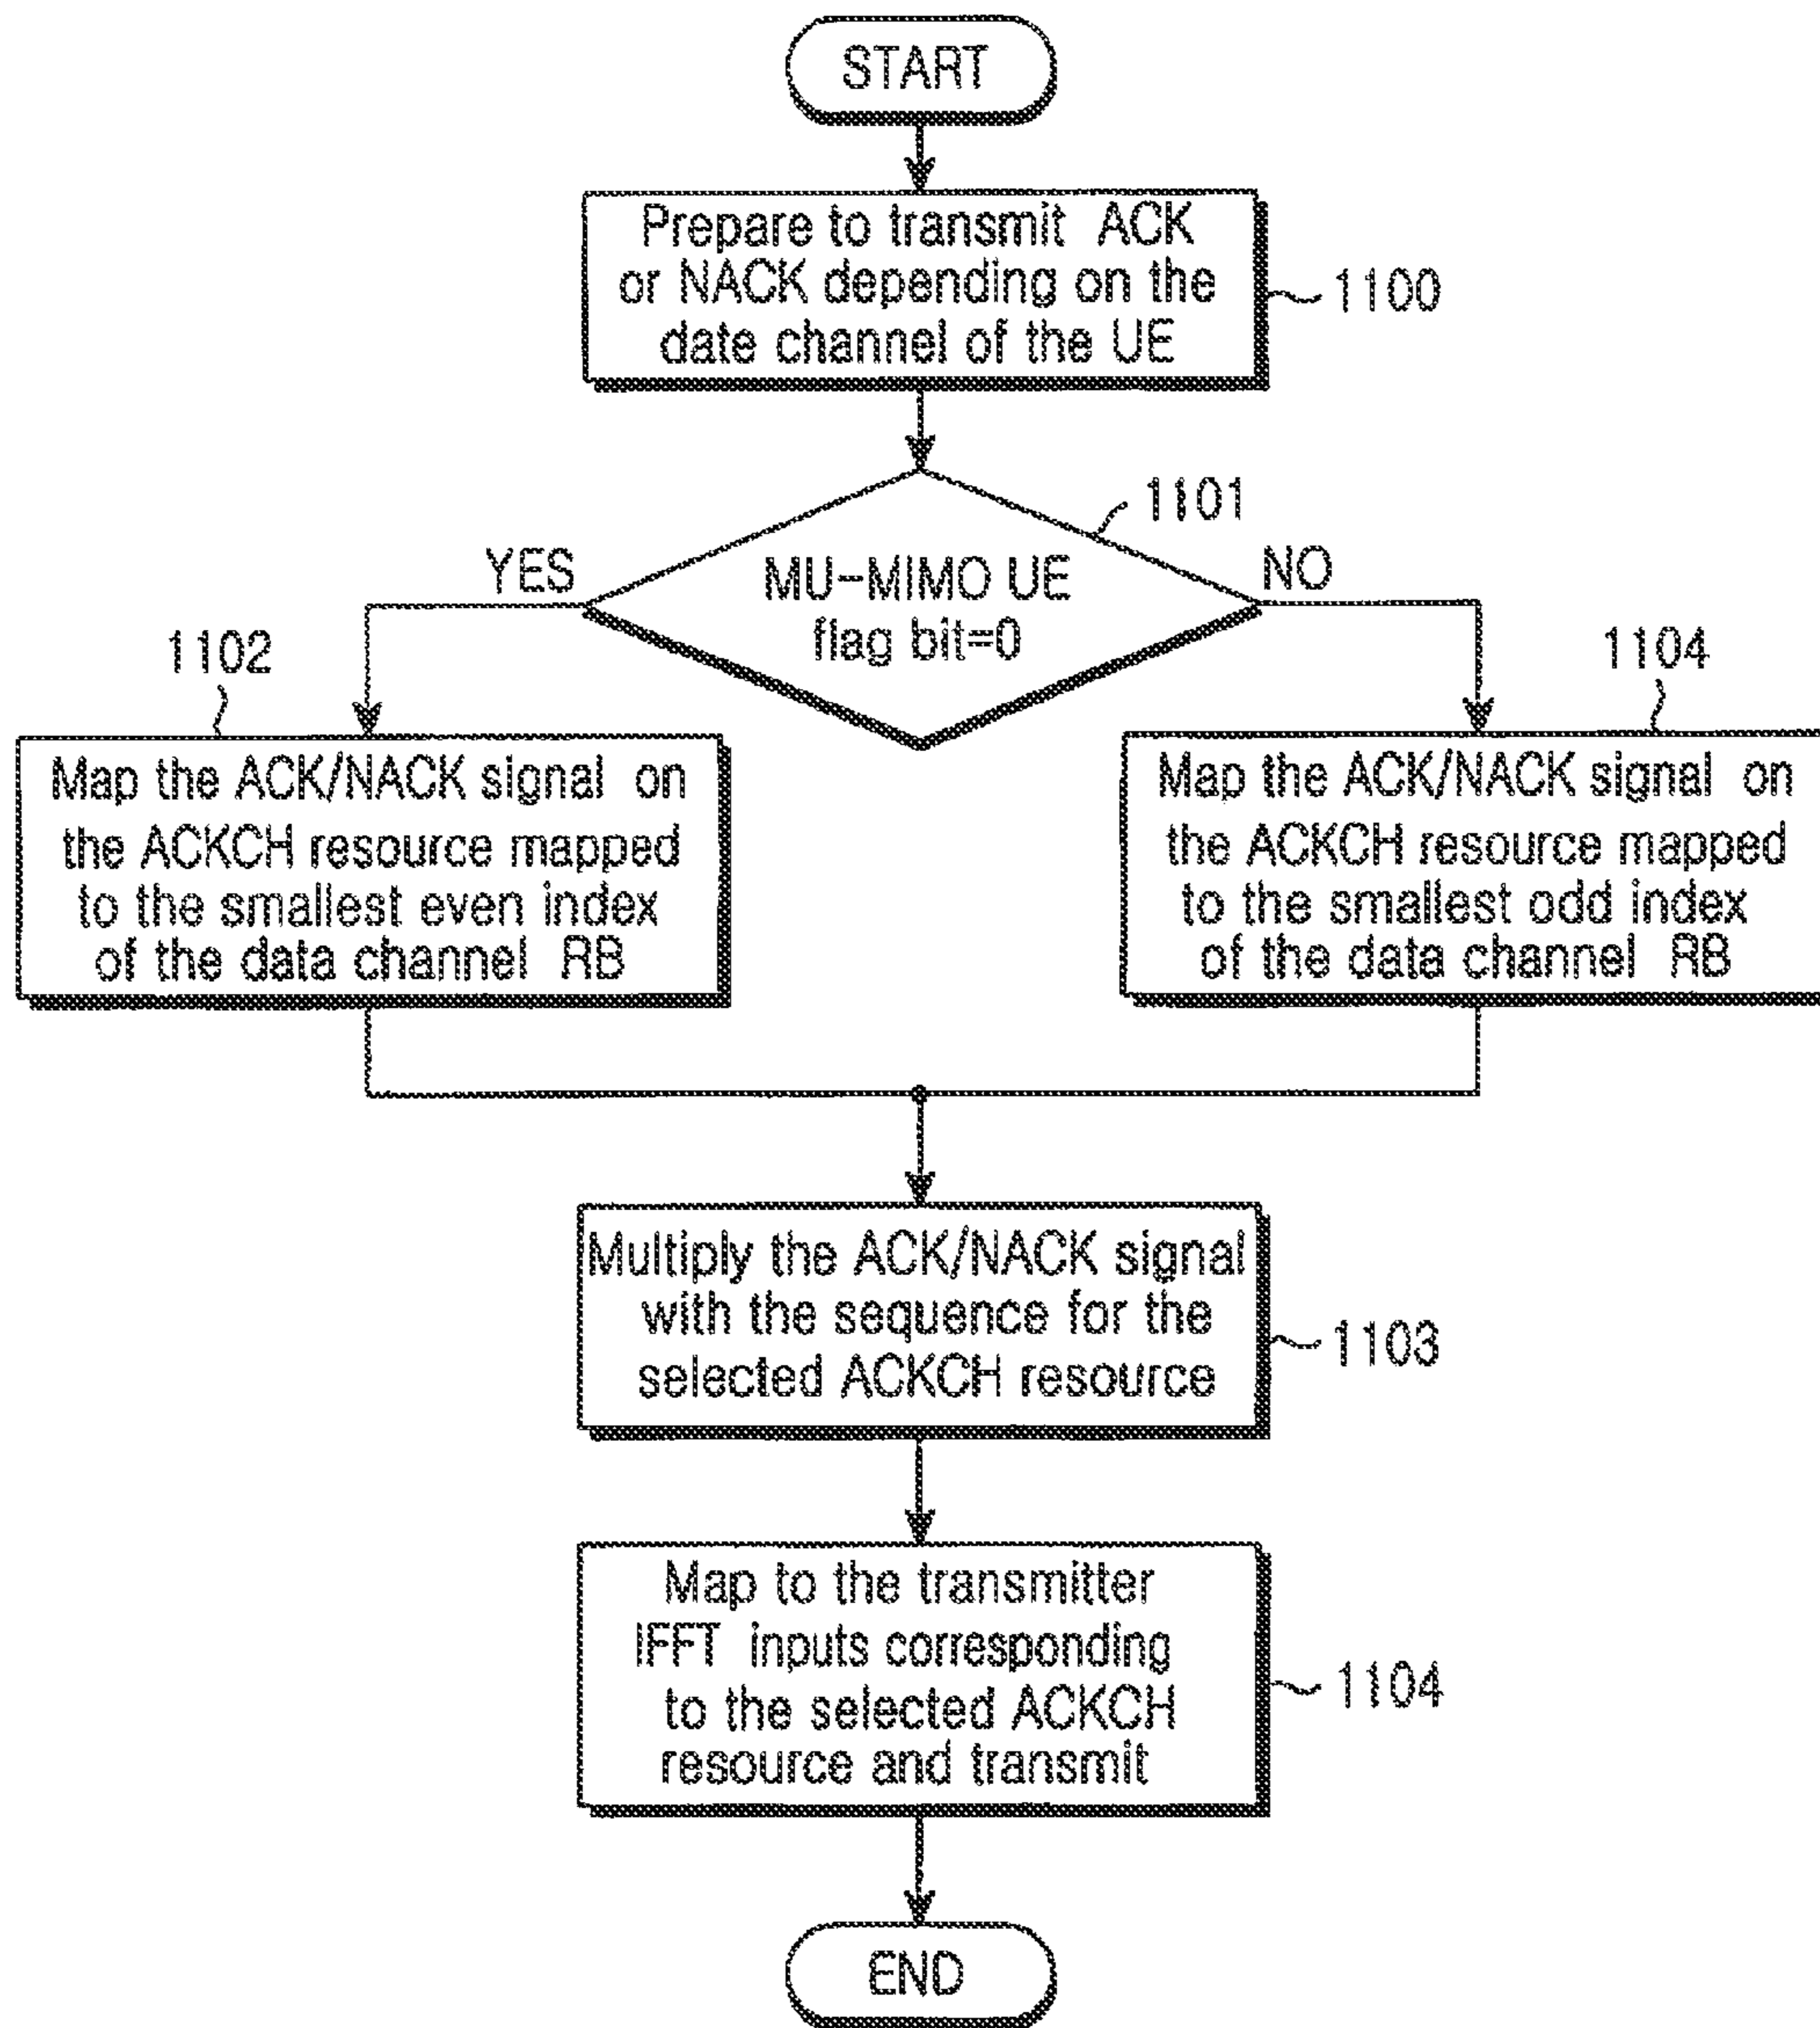 START
Prepare to transmit ACK
or NACK depending on the
date channel of the UE
1100
1101
YES
MU-MIMO UE
flag bit=0
NO
1102
1104
Map the ACK/NACK signal on
the ACKCH resource mapped
to the smallest even index
of the data channel RB
Map the ACK/NACK signal on
the ACKCH resource mapped
to the smallest odd index
of the data channel RB
Multiply the ACK/NACK signal
with the sequence for the
selected ACKCH resource
1103
Map to the transmitter
IFFT inputs corresponding
to the selected ACKCH
resource and transmit
1104
END